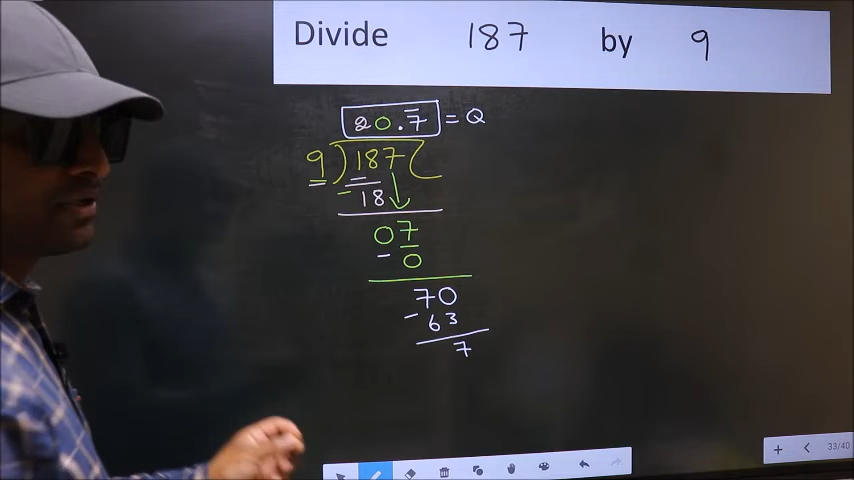 Divide 187 by 9
20.7̅ = Q
9 ) 187 (
- 18
07
- 0
70
- 63
7
33/40